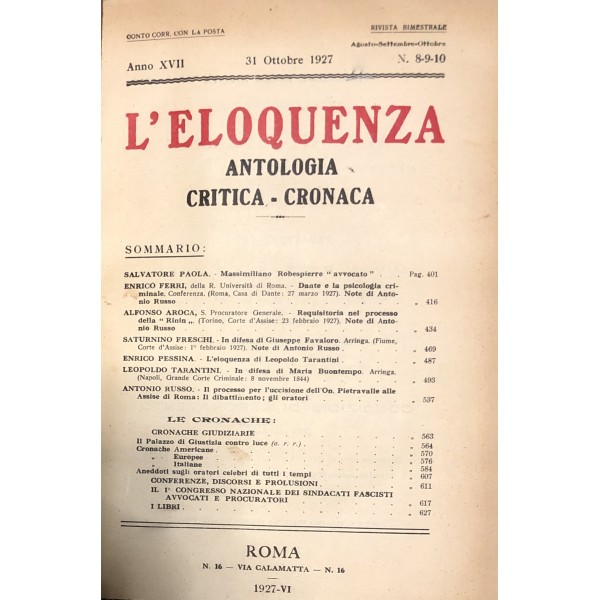 CONTO CORR. CON LA POSTA
RIVISTA BIMESTRALE
Agosto-Settembre-Ottobre
Anno XVII 31 Ottobre 1927 N. 8-9-10
L'ELOQUENZA
ANTOLOGIA
CRITICA - CRONACA
SOMMARIO:
SALVATORE PAOLA. - Massimiliano Robespierre "avvocato" . . Pag. 401
ENRICO FERRI, della R. Università di Roma. - Dante e la psicologia cri-
minale. Conferenza. (Roma, Casa di Dante: 27 marzo 1927). Note di Anto-
nio Russo . . . „ 416
ALFONSO AROCA, S. Procuratore Generale. - Requisitoria nel processo
della "Rinin„. (Torino, Corte d'Assise: 23 febbraio 1927). Note di Anto-
nio Russo . . . „ 434
SATURNINO FRESCHI. - In difesa di Giuseppe Favaloro. Arringa. (Fiume,
Corte d'Assise: 1° febbraio 1927). Note di Antonio Russo . . . „ 469
ENRICO PESSINA. - L'eloquenza di Leopoldo Tarantini . . . „ 487
LEOPOLDO TARANTINI. - In difesa di Maria Buontempo. Arringa.
(Napoli, Grande Corte Criminale: 8 novembre 1844) . . . „ 493
ANTONIO RUSSO. - Il processo per l'uccisione dell'On. Pietravalle alle
Assise di Roma: Il dibattimento; gli oratori . . . „ 537
LE CRONACHE:
CRONACHE GIUDIZIARIE . . . „ 563
Il Palazzo di Giustizia contro luce (a. r. r.) . . . „ 564
Cronache Americane . . . „ 570
„ Europee . . . „ 576
„ Italiane . . . „ 584
Aneddoti sugli oratori celebri di tutti i tempi . . . „ 607
CONFERENZE, DISCORSI E PROLUSIONI . . . „ 611
IL 1° CONGRESSO NAZIONALE DEI SINDACATI FASCISTI
AVVOCATI E PROCURATORI . . . „ 617
I LIBRI . . . „ 627
ROMA
N. 16 — VIA CALAMATTA — N. 16
1927-VI